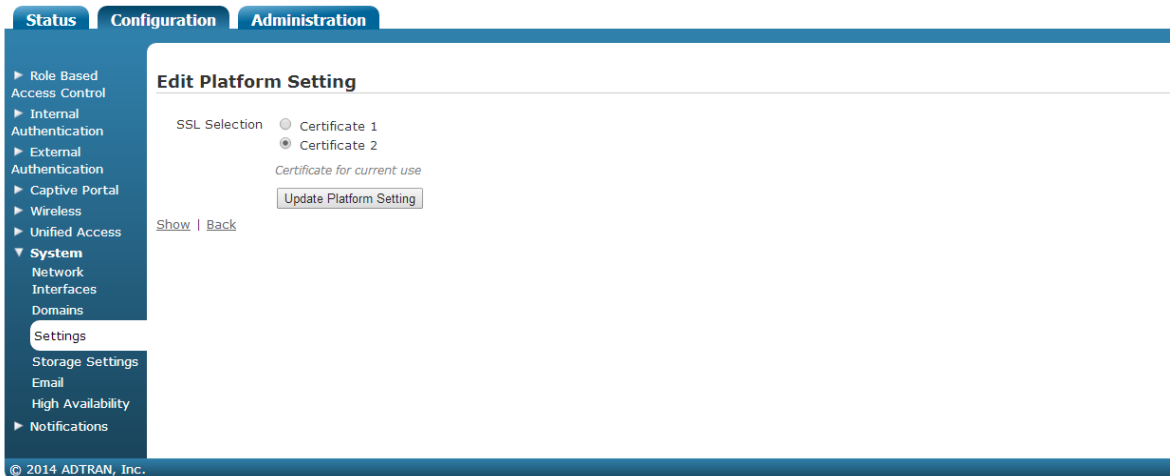 Status Configuration Administration
► Role Based
Access Control
► Internal
Authentication
► External
Authentication
► Captive Portal
► Wireless
► Unified Access
▼ System
Network
Interfaces
Domains
Settings
Storage Settings
Email
High Availability
► Notifications
Edit Platform Setting
SSL Selection Certificate 1
Certificate 2
Certificate for current use
Update Platform Setting
Show | Back
© 2014 ADTRAN, Inc.